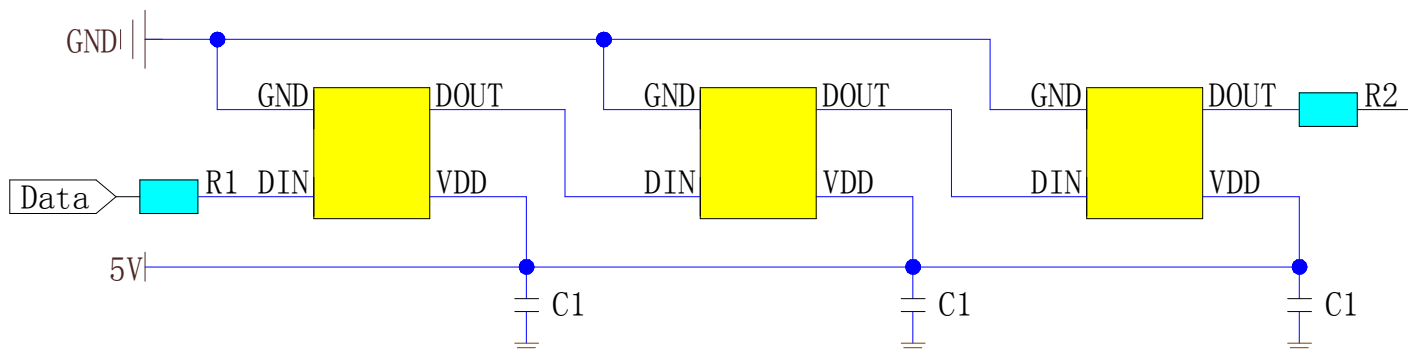 GND
GND DOUT GND DOUT GND DOUT R2
Data R1 DIN VDD DIN VDD DIN VDD
5V
C1 C1 C1